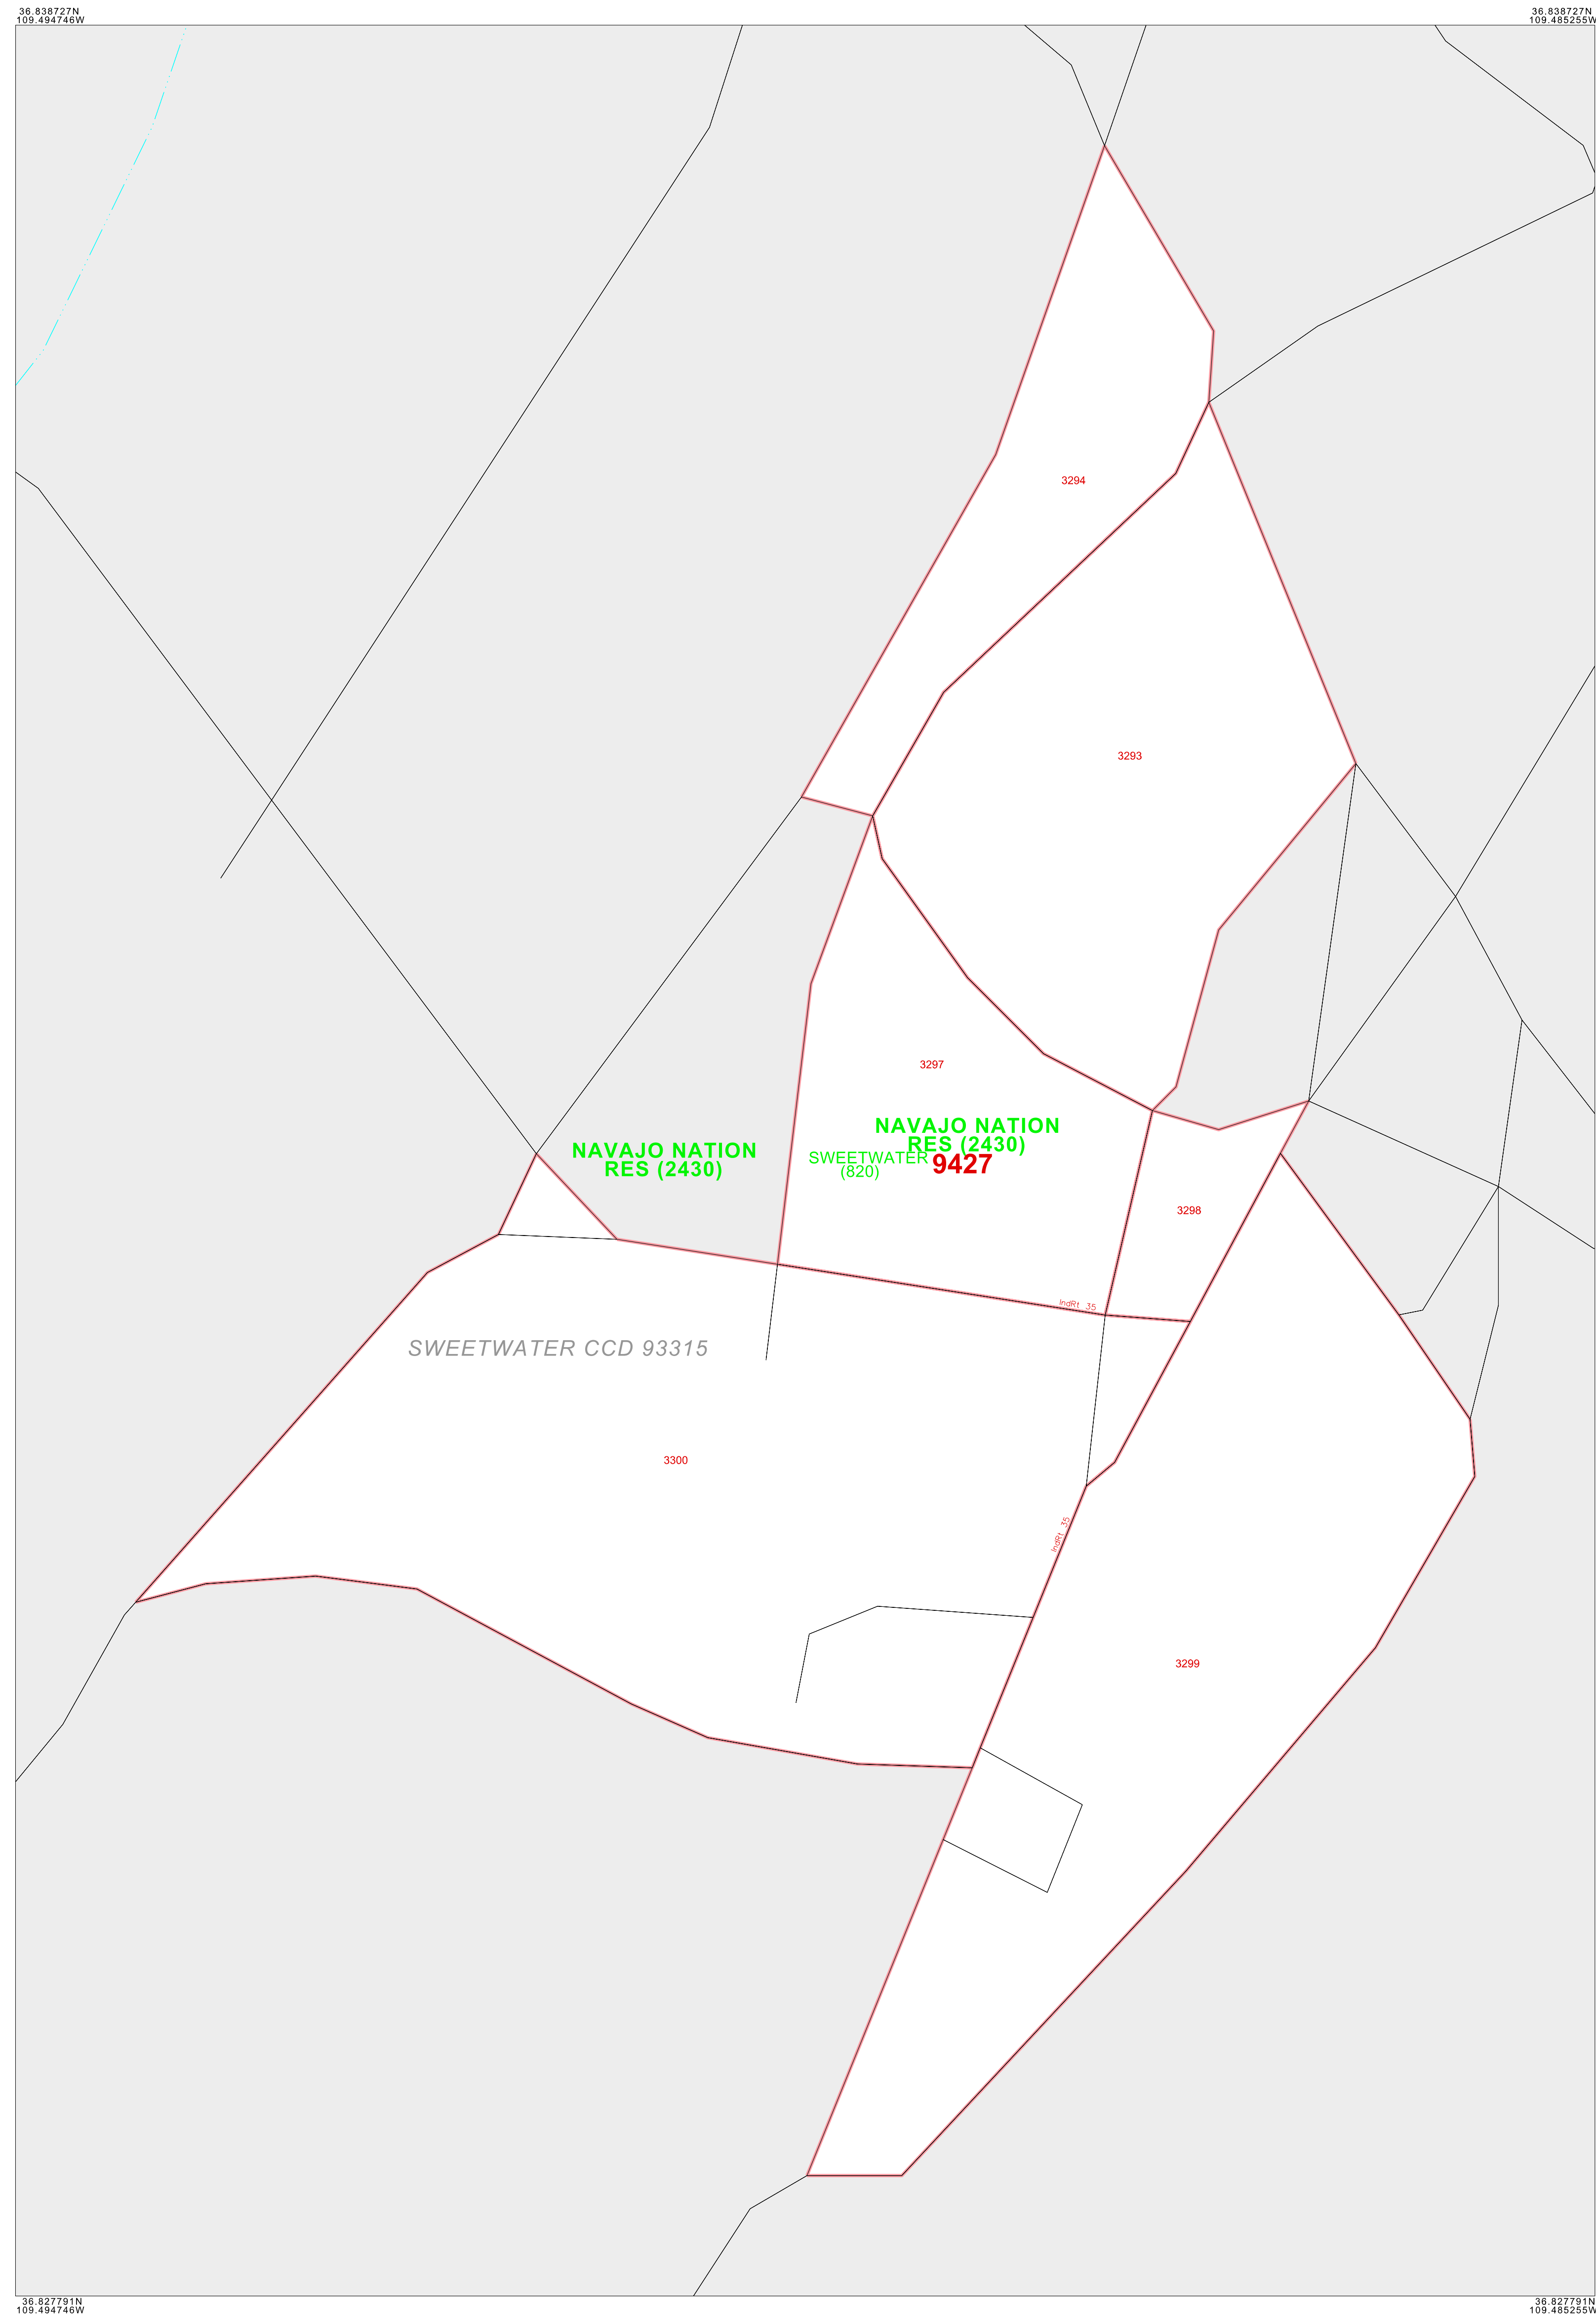 36.838727N
109.494746W
36.838727N
109.485255W
3294
3293
3297
NAVAJO NATION
RES (2430)
NAVAJO NATION
RES (2430)
SWEETWATER
(820)
9427
3298
IndRt 35
SWEETWATER CCD 93315
3300
IndRt 35
3299
36.827791N
109.494746W
36.827791N
109.485255W